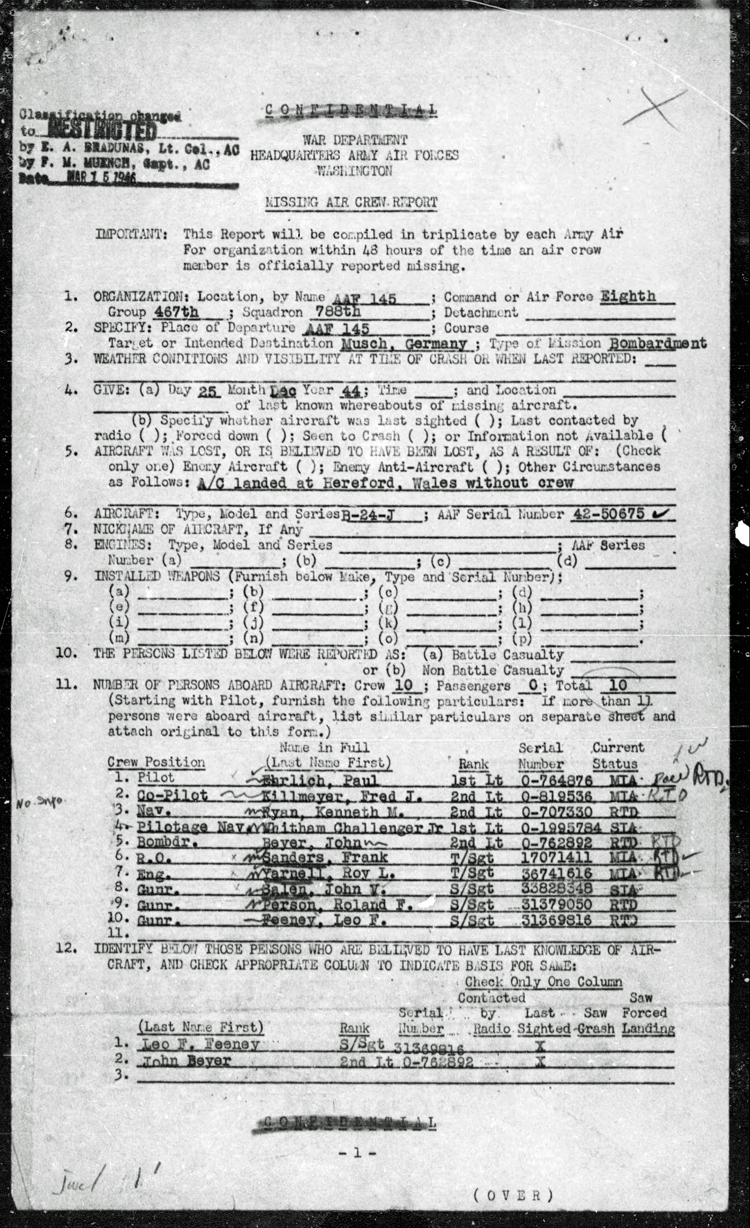 CONFIDENTIAL
Classification changed
to RESTRICTED
by E. A. BRADUNAS, Lt. Col., AC
by F. M. MUENCH, Capt., AC
Date MAR 15 1946
WAR DEPARTMENT
HEADQUARTERS ARMY AIR FORCES
WASHINGTON
MISSING AIR CREW REPORT
IMPORTANT: This Report will be compiled in triplicate by each Army Air
For organization within 48 hours of the time an air crew
member is officially reported missing.
1. ORGANIZATION: Location, by Name AAF 145 ; Command or Air Force Eighth
Group 467th ; Squadron 788th ; Detachment
2. SPECIFY: Place of Departure AAF 145 ; Course
Target or Intended Destination Musch, Germany ; Type of Mission Bombardment
3. WEATHER CONDITIONS AND VISIBILITY AT TIME OF CRASH OR WHEN LAST REPORTED:
4. GIVE: (a) Day 25 Month Dec Year 44; Time ; and Location
of last known whereabouts of missing aircraft.
(b) Specify whether aircraft was last sighted ( ); Last contacted by
radio ( ); Forced down ( ); Seen to Crash ( ); or Information not Available (
5. AIRCRAFT WAS LOST, OR IS BELIEVED TO HAVE BEEN LOST, AS A RESULT OF: (Check
only one) Enemy Aircraft ( ); Enemy Anti-Aircraft ( ); Other Circumstances
as Follows: A/C landed at Hereford, Wales without crew
6. AIRCRAFT: Type, Model and Series B-24-J ; AAF Serial Number 42-50675 ✓
7. NICKNAME OF AIRCRAFT, If Any
8. ENGINES: Type, Model and Series ; AAF Series
Number (a) ; (b) ; (c) (d)
9. INSTALLED WEAPONS (Furnish below Make, Type and Serial Number);
(a) ; (b) ; (c) ; (d) ;
(e) ; (f) ; (g) ; (h) ;
(i) ; (j) ; (k) ; (l) ;
(m) ; (n) ; (o) ; (p) .
10. THE PERSONS LISTED BELOW WERE REPORTED AS: (a) Battle Casualty
or (b) Non Battle Casualty
11. NUMBER OF PERSONS ABOARD AIRCRAFT: Crew 10 ; Passengers 0; Total 10
(Starting with Pilot, furnish the following particulars: If more than 11
persons were aboard aircraft, list similar particulars on separate sheet and
attach original to this form.)
Name in Full Serial Current
Crew Position (Last Name First) Rank Number Status
1. Pilot Ehrlich, Paul 1st Lt 0-764876 MIA RTD
2. Co-Pilot Killmeyer, Fred J. 2nd Lt 0-819536 MIA RTD
No Info
3. Nav. Ryan, Kenneth M. 2nd Lt 0-707330 RTD
4. Pilotage Nav. Whitham Challenger Jr 1st Lt 0-1995784 STA
5. Bombdr. Beyer, John 2nd Lt 0-762892 RTD RTD
6. R.O. Sanders, Frank T/Sgt 17071411 MIA RTD ✓
7. Eng. Yarnell, Roy L. T/Sgt 36741616 MIA RTD
8. Gunr. Salen, John V. S/Sgt 33828348 STA
9. Gunr. Person, Roland F. S/Sgt 31379050 RTD
10. Gunr. Feeney, Leo F. S/Sgt 31369816 RTD
11.
12. IDENTIFY BELOW THOSE PERSONS WHO ARE BELIEVED TO HAVE LAST KNOWLEDGE OF AIR-
CRAFT, AND CHECK APPROPRIATE COLUMN TO INDICATE BASIS FOR SAME:
Check Only One Column
Contacted Saw
Serial by Last Saw Forced
(Last Name First) Rank Number Radio Sighted Crash Landing
1. Leo F. Feeney S/Sgt 31369816 X
2. John Beyer 2nd Lt 0-762892 X
3.
CONFIDENTIAL
-1-
(OVER)